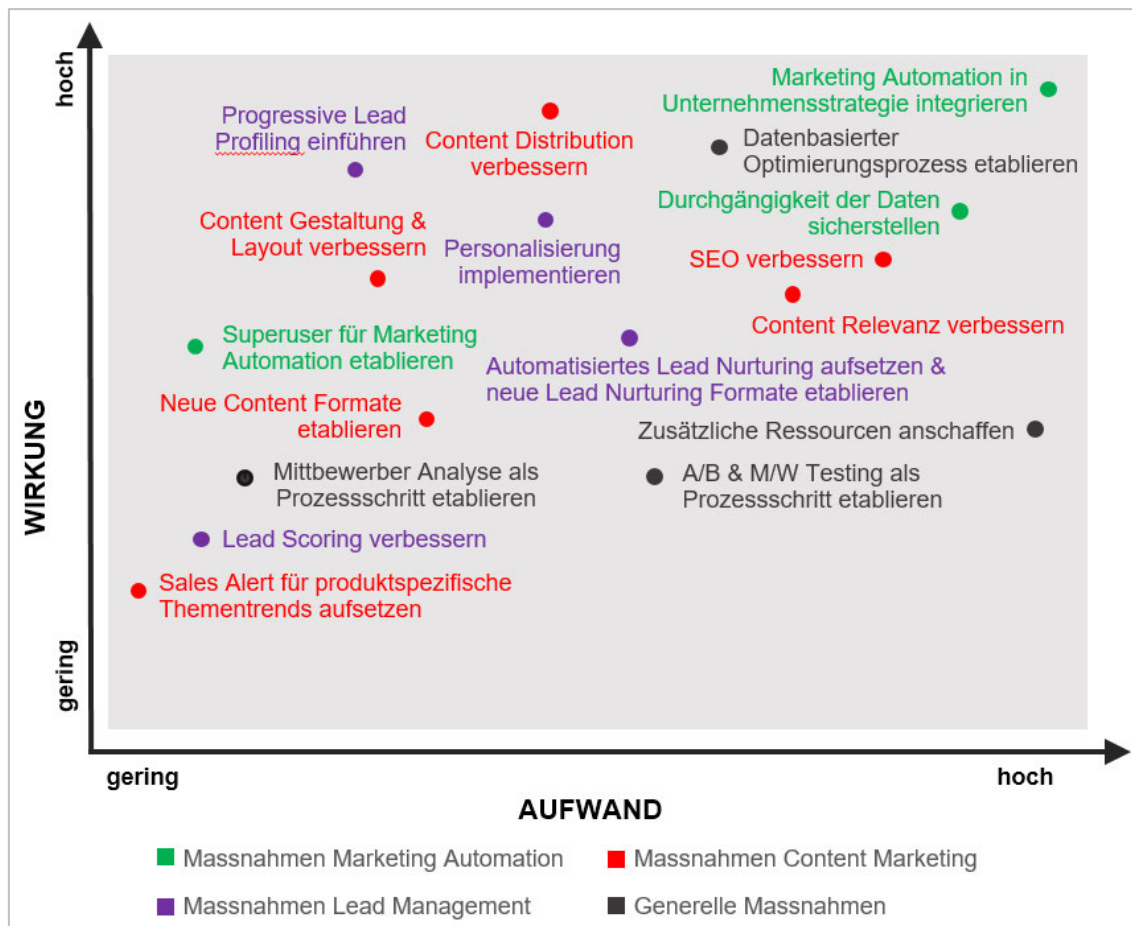 hoch
Marketing Automation in
Unternehmensstrategie integrieren
Progressive Lead
Profiling einführen
Content Distribution
verbessern
Datenbasierter
Optimierungsprozess etablieren
Durchgängigkeit der Daten
sicherstellen
Content Gestaltung &
Layout verbessern
Personalisierung
implementieren
SEO verbessern
Content Relevanz verbessern
Superuser für Marketing
Automation etablieren
Automatisiertes Lead Nurturing aufsetzen &
neue Lead Nurturing Formate etablieren
Neue Content Formate
etablieren
Zusätzliche Ressourcen anschaffen
WIRKUNG
Mittbewerber Analyse als
Prozessschritt etablieren
A/B & M/W Testing als
Prozessschritt etablieren
Lead Scoring verbessern
Sales Alert für produktspezifische
Thementrends aufsetzen
gering
gering
hoch
AUFWAND
Massnahmen Marketing Automation
Massnahmen Content Marketing
Massnahmen Lead Management
Generelle Massnahmen